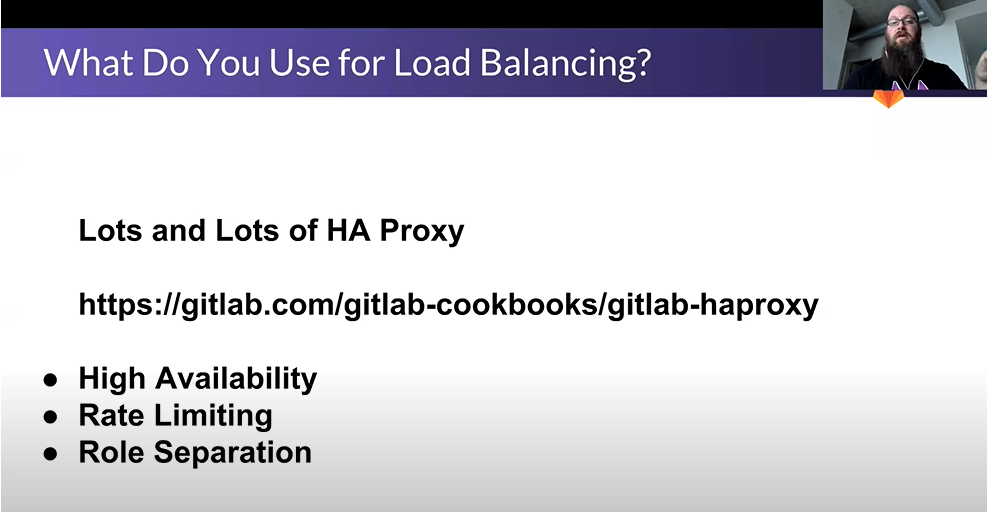 What Do You Use for Load Balancing?
Lots and Lots of HA Proxy
https://gitlab.com/gitlab-cookbooks/gitlab-haproxy
● High Availability
● Rate Limiting
● Role Separation